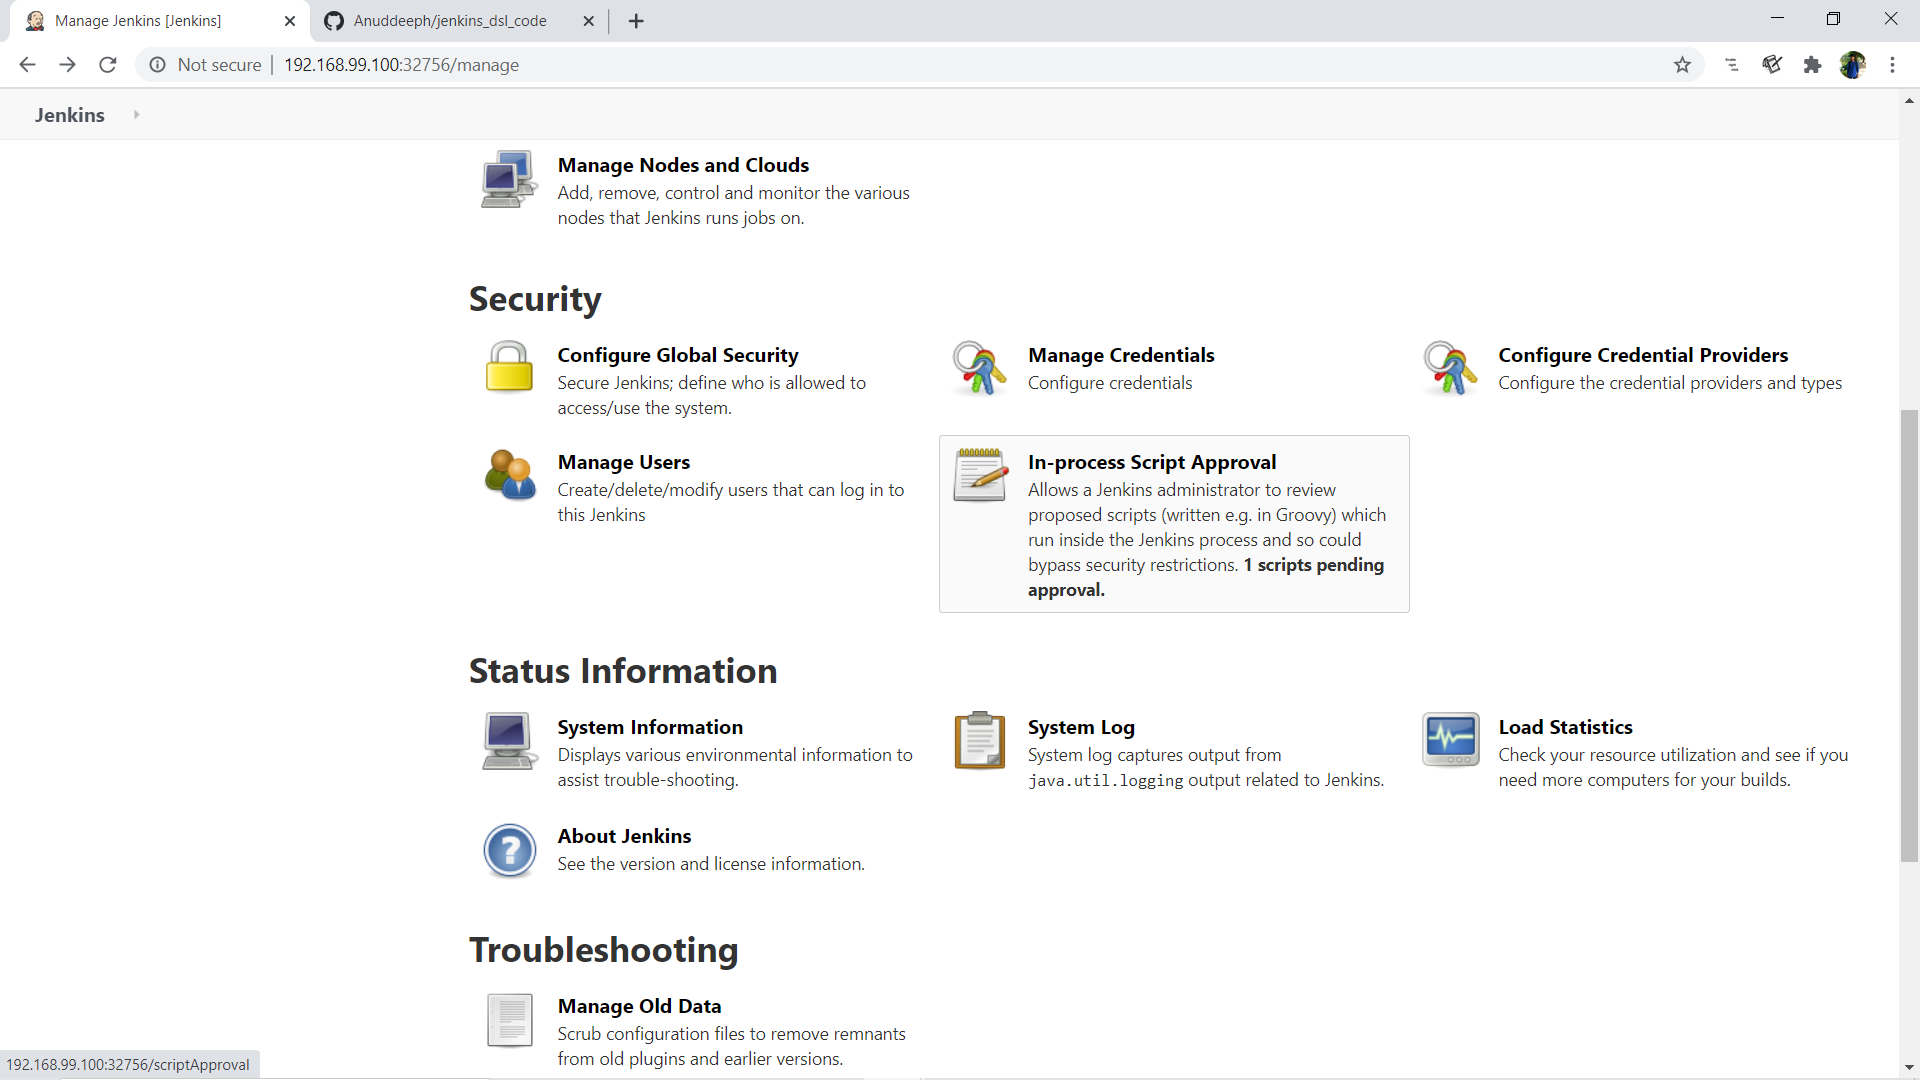 Manage Jenkins [Jenkins]
Anuddeeph/jenkins_dsl_code
Not secure | 192.168.99.100:32756/manage
Jenkins
Manage Nodes and Clouds
Add, remove, control and monitor the various
nodes that Jenkins runs jobs on.
Security
Configure Global Security
Secure Jenkins; define who is allowed to
access/use the system.
Manage Credentials
Configure credentials
Configure Credential Providers
Configure the credential providers and types
Manage Users
Create/delete/modify users that can log in to
this Jenkins
In-process Script Approval
Allows a Jenkins administrator to review
proposed scripts (written e.g. in Groovy) which
run inside the Jenkins process and so could
bypass security restrictions. 1 scripts pending
approval.
Status Information
System Information
Displays various environmental information to
assist trouble-shooting.
System Log
System log captures output from
java.util.logging output related to Jenkins.
Load Statistics
Check your resource utilization and see if you
need more computers for your builds.
About Jenkins
See the version and license information.
Troubleshooting
Manage Old Data
Scrub configuration files to remove remnants
from old plugins and earlier versions.
192.168.99.100:32756/scriptApproval